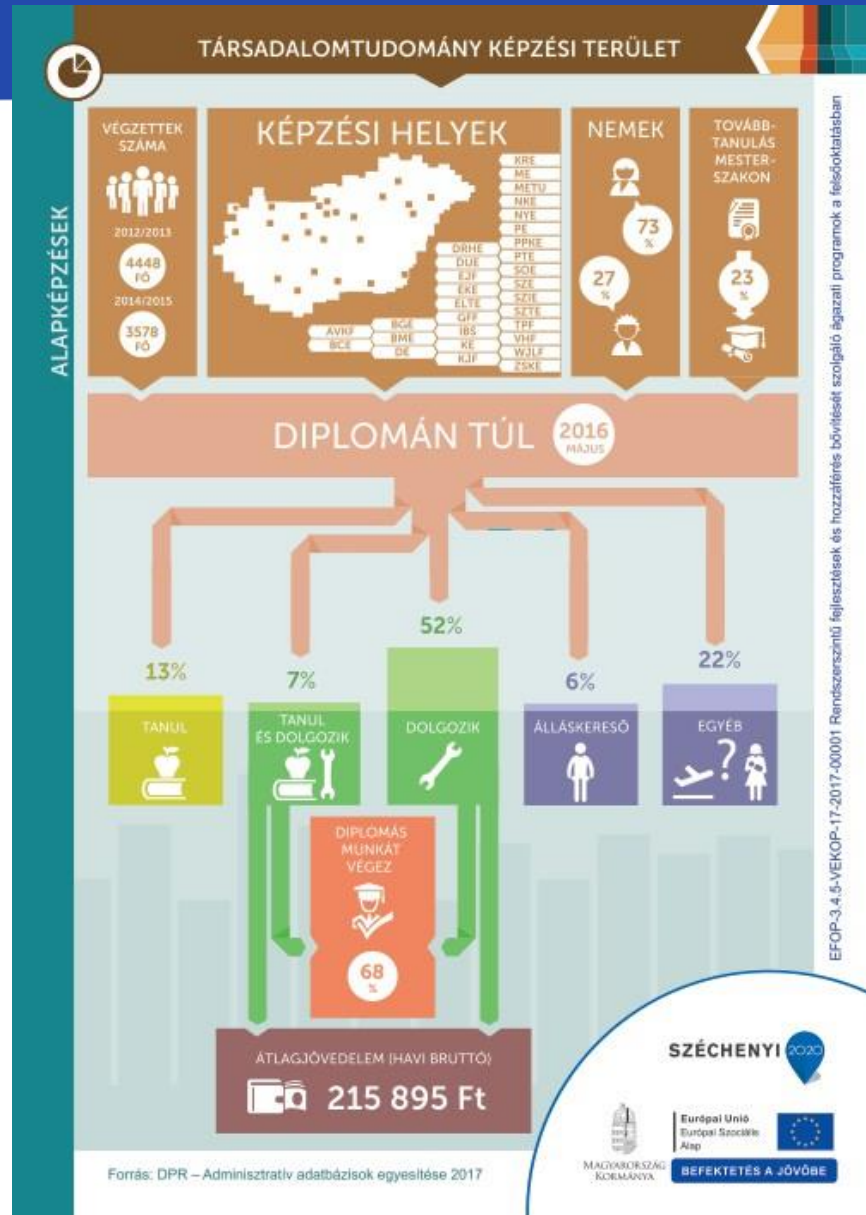 TÁRSADALOMTUDOMÁNY KÉPZÉSI TERÜLET
ALAPKÉPZÉSEK
VÉGZETTEK
SZÁMA
2012/2013
4448
FŐ
2014/2015
3578
FŐ
KÉPZÉSI HELYEK
AVKF
BCE
BGE
BME
DE
DRHE
DUE
EJF
EKE
ELTE
GFF
IBS
KE
KJF
KRE
ME
METU
NKE
NYE
PE
PPKE
PTE
SOE
SZE
SZIE
SZTE
TPF
VHF
WJLF
ZSKE
NEMEK
73
%
27
%
TOVÁBB-
TANULÁS
MESTER-
SZAKON
23
%
DIPLOMÁN TÚL
2016
MÁJUS
13%
TANUL
7%
TANUL
ÉS DOLGOZIK
52%
DOLGOZIK
6%
ÁLLÁSKERESŐ
22%
EGYÉB
?
DIPLOMÁS
MUNKÁT
VÉGEZ
68
%
ÁTLAGJÖVEDELEM (HAVI BRUTTÓ)
215 895 Ft
Forrás: DPR – Adminisztratív adatbázisok egyesítése 2017
EFOP-3.4.5-VEKOP-17-2017-00001 Rendszerszintű fejlesztések és hozzáférés bővítését szolgáló ágazati programok a felsőoktatásban
SZÉCHENYI 2020
MAGYARORSZÁG
KORMÁNYA
Európai Unió
Európai Szociális
Alap
BEFEKTETÉS A JÖVŐBE